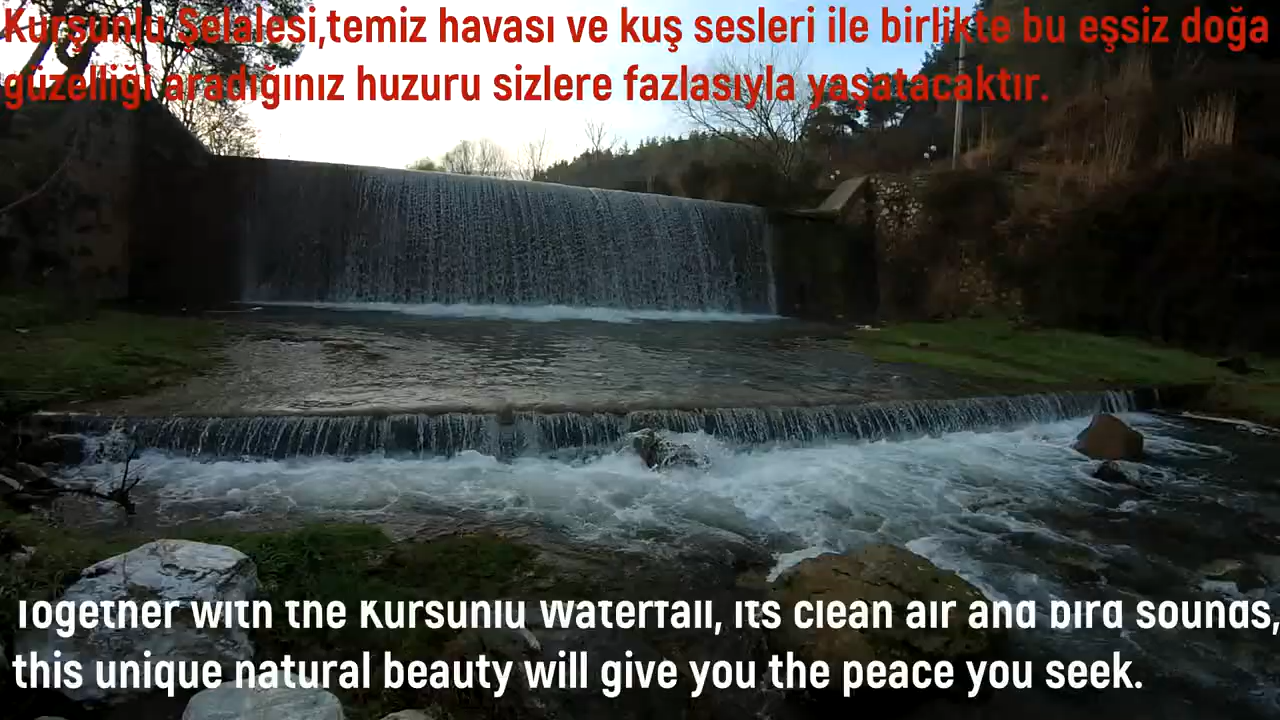 Kurşunlu Şelalesi,temiz havası ve kuş sesleri ile birlikte bu eşsiz doğa
güzelliği aradığınız huzuru sizlere fazlasıyla yaşatacaktır.
Together with the Kursunlu Waterfall, its clean air and bird sounds,
this unique natural beauty will give you the peace you seek.